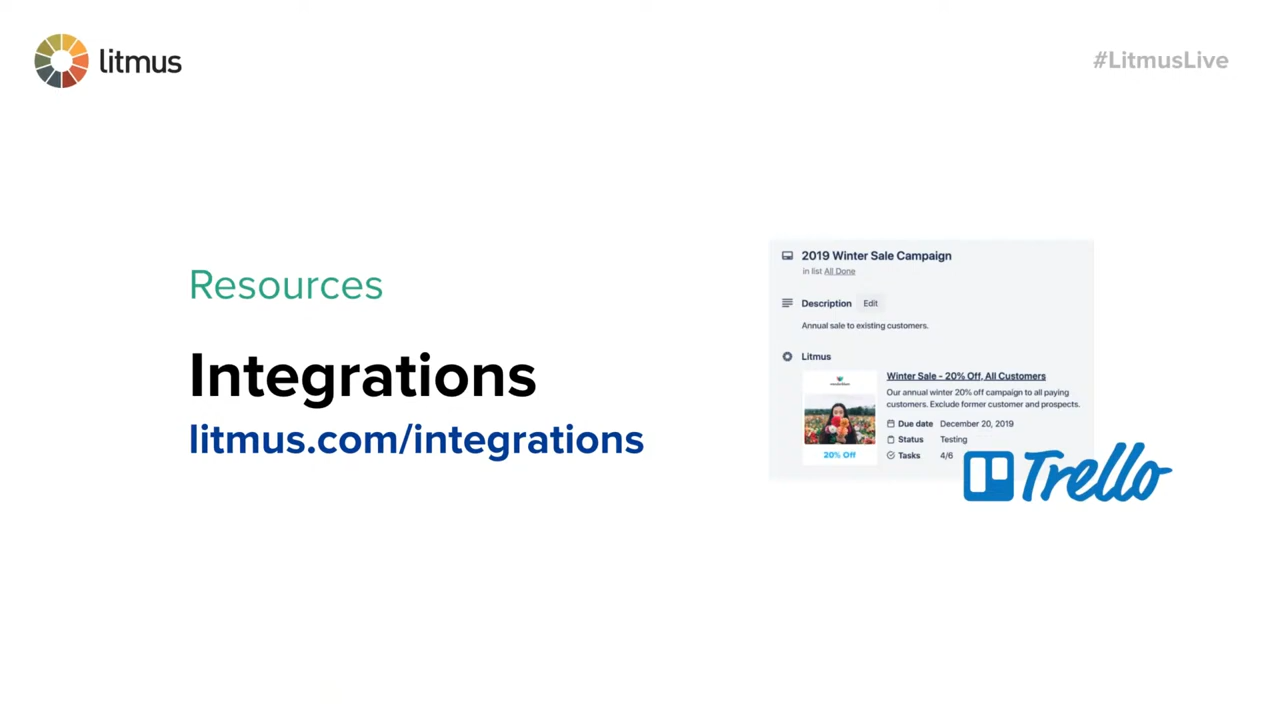 litmus
#LitmusLive
Resources
Integrations
litmus.com/integrations
2019 Winter Sale Campaign
in list All Done
Description Edit
Annual sale to existing customers.
Litmus
Winter Sale - 20% Off, All Customers
Our annual winter 20% off campaign to all paying
customers. Exclude former customer and prospects.
Due date December 20, 2019
Status Testing
Tasks 4/6
20% Off
Trello